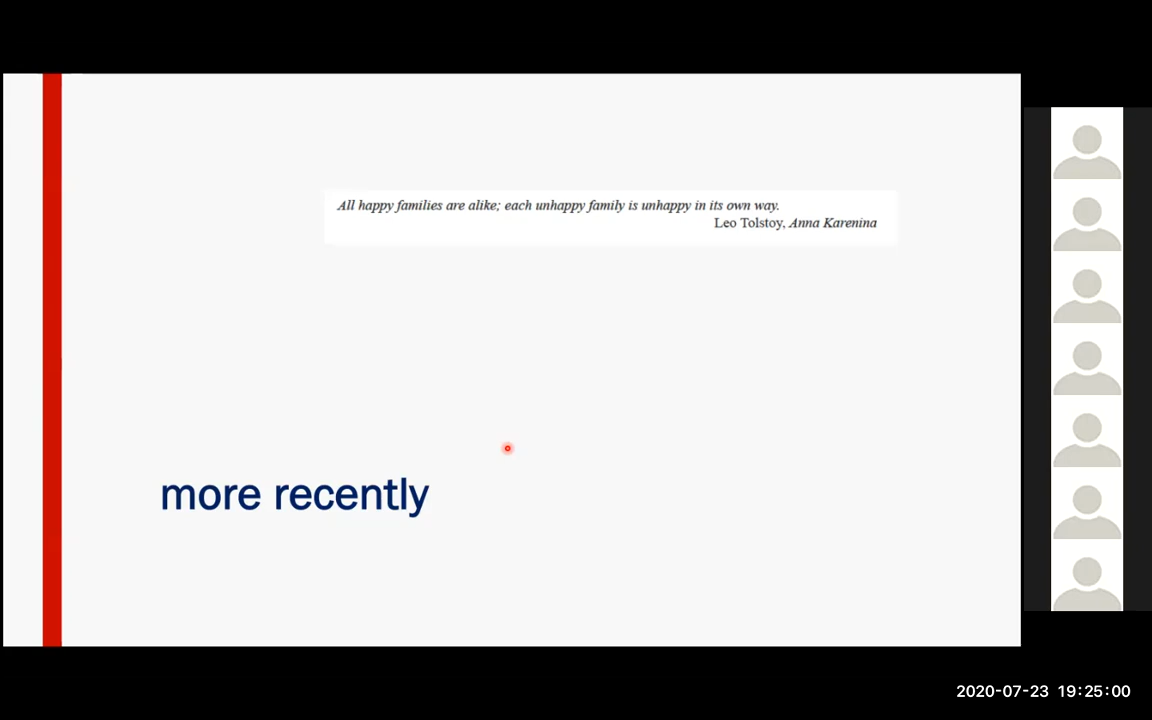 All happy families are alike; each unhappy family is unhappy in its own way.
Leo Tolstoy, Anna Karenina
more recently
2020-07-23 19:25:00